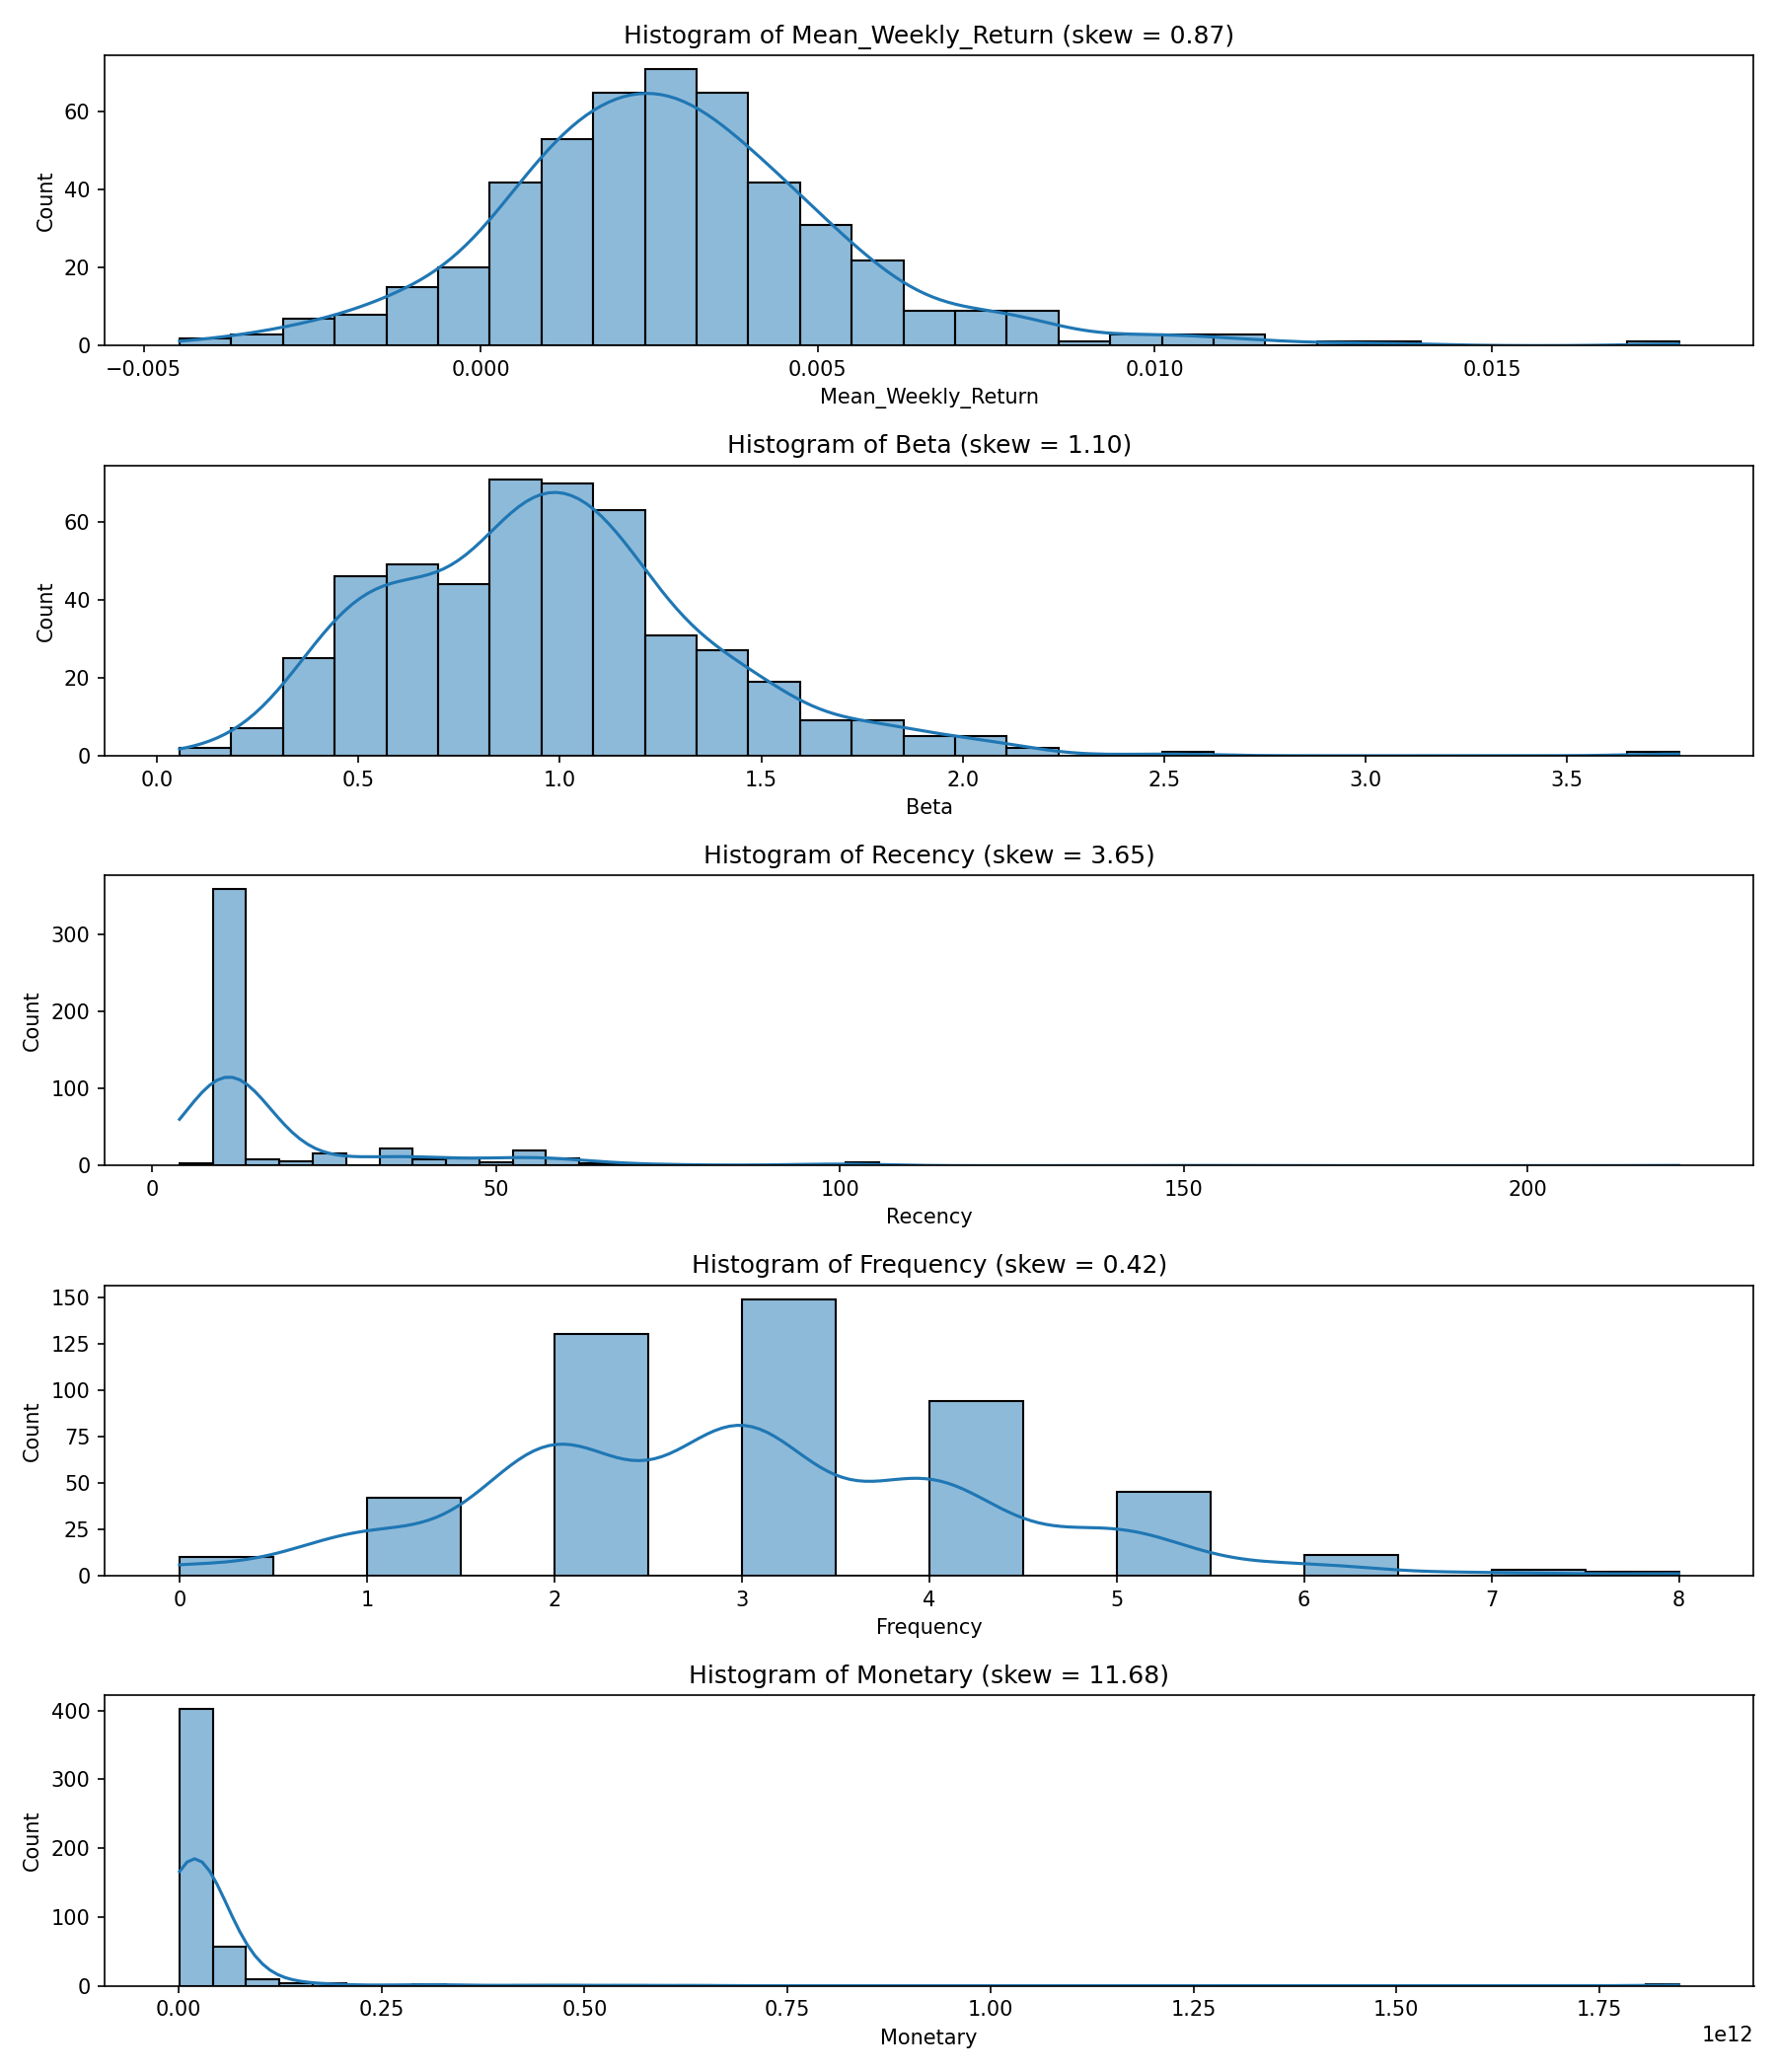 Histogram of Mean_Weekly_Return (skew = 0.87)
Count
60
40
20
0
−0.005 0.000 0.005 0.010 0.015
Mean_Weekly_Return
Histogram of Beta (skew = 1.10)
Count
60
40
20
0
0.0 0.5 1.0 1.5 2.0 2.5 3.0 3.5
Beta
Histogram of Recency (skew = 3.65)
Count
300
200
100
0
0 50 100 150 200
Recency
Histogram of Frequency (skew = 0.42)
Count
150
125
100
75
50
25
0
0 1 2 3 4 5 6 7 8
Frequency
Histogram of Monetary (skew = 11.68)
Count
400
300
200
100
0
0.00 0.25 0.50 0.75 1.00 1.25 1.50 1.75
1e12
Monetary